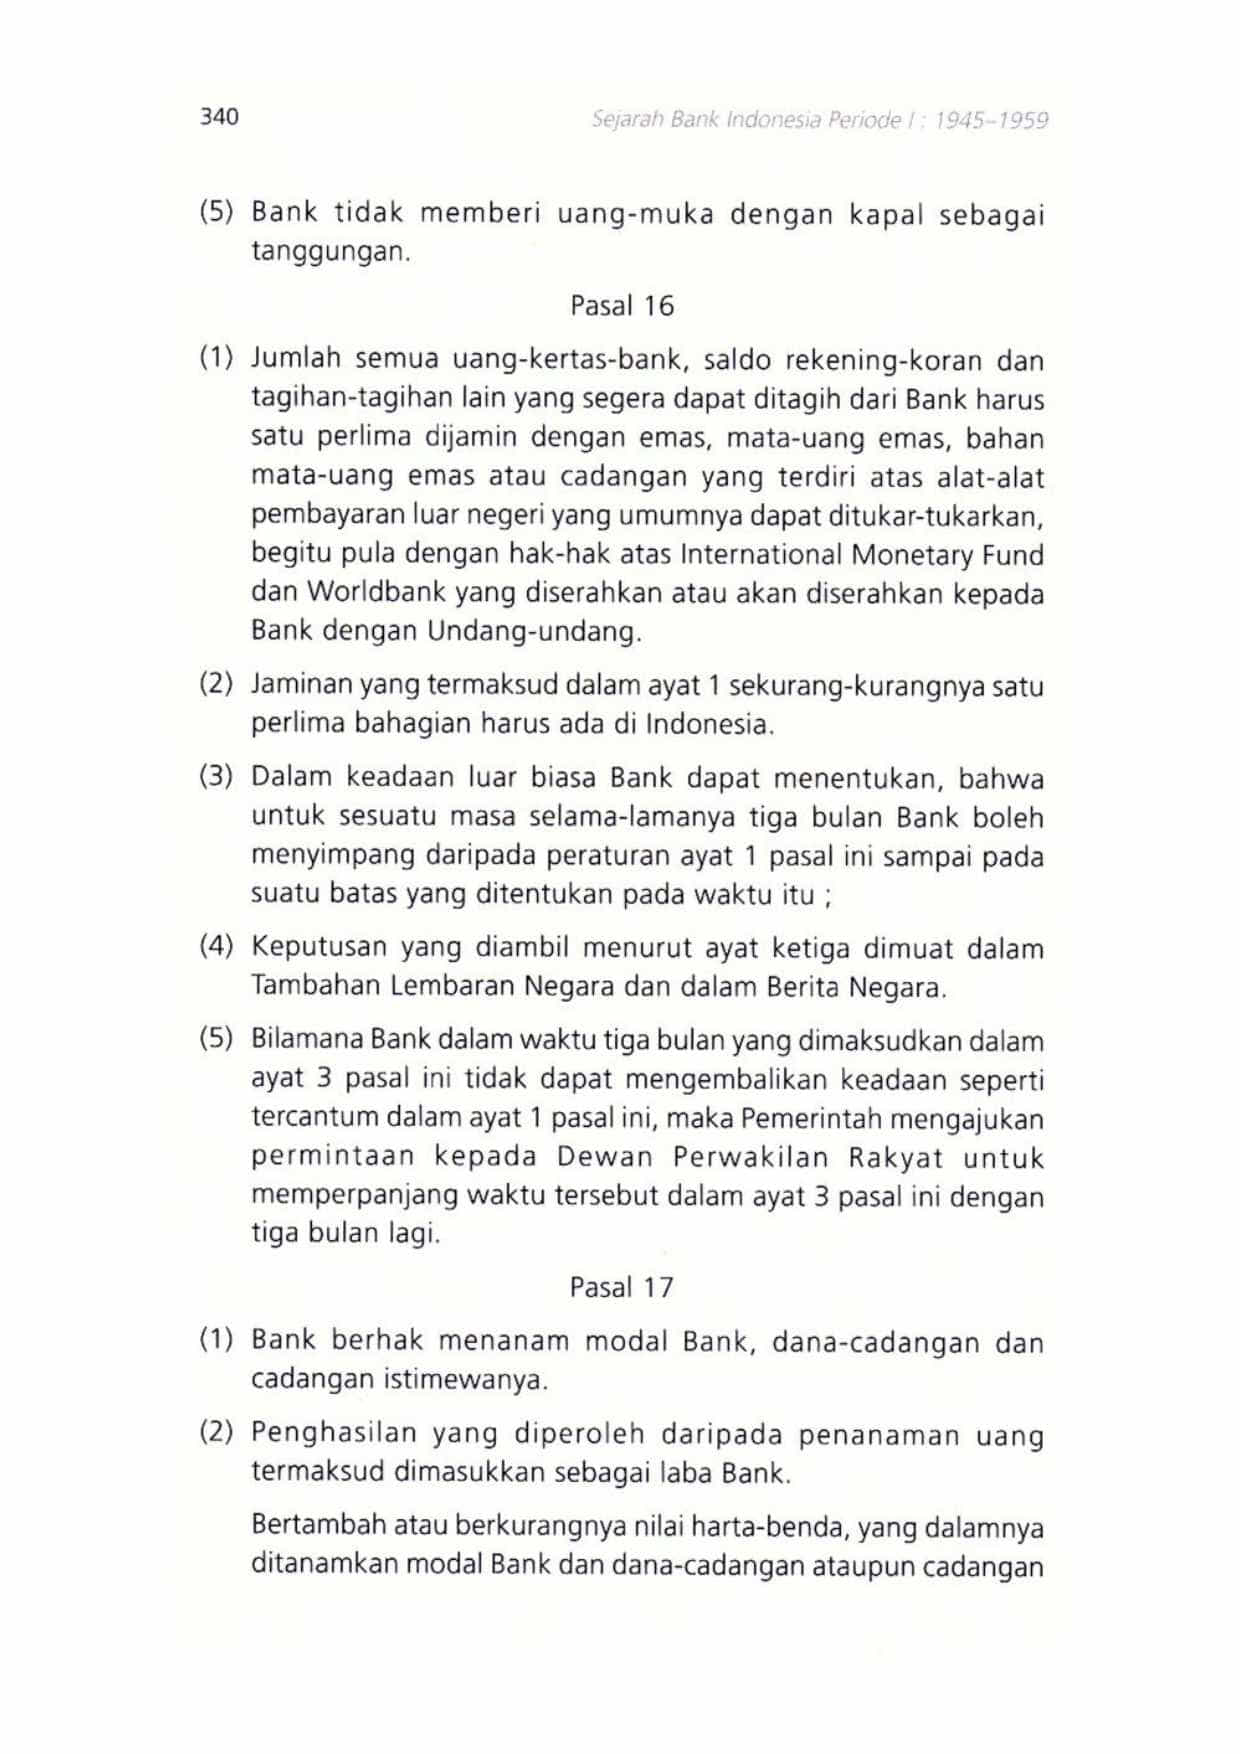 340
Sejarah Bank Indonesia Periode I : 1945–1959
(5) Bank tidak memberi uang-muka dengan kapal sebagai
tanggungan.
Pasal 16
(1) Jumlah semua uang-kertas-bank, saldo rekening-koran dan
tagihan-tagihan lain yang segera dapat ditagih dari Bank harus
satu perlima dijamin dengan emas, mata-uang emas, bahan
mata-uang emas atau cadangan yang terdiri atas alat-alat
pembayaran luar negeri yang umumnya dapat ditukar-tukarkan,
begitu pula dengan hak-hak atas International Monetary Fund
dan Worldbank yang diserahkan atau akan diserahkan kepada
Bank dengan Undang-undang.
(2) Jaminan yang termaksud dalam ayat 1 sekurang-kurangnya satu
perlima bahagian harus ada di Indonesia.
(3) Dalam keadaan luar biasa Bank dapat menentukan, bahwa
untuk sesuatu masa selama-lamanya tiga bulan Bank boleh
menyimpang daripada peraturan ayat 1 pasal ini sampai pada
suatu batas yang ditentukan pada waktu itu ;
(4) Keputusan yang diambil menurut ayat ketiga dimuat dalam
Tambahan Lembaran Negara dan dalam Berita Negara.
(5) Bilamana Bank dalam waktu tiga bulan yang dimaksudkan dalam
ayat 3 pasal ini tidak dapat mengembalikan keadaan seperti
tercantum dalam ayat 1 pasal ini, maka Pemerintah mengajukan
permintaan kepada Dewan Perwakilan Rakyat untuk
memperpanjang waktu tersebut dalam ayat 3 pasal ini dengan
tiga bulan lagi.
Pasal 17
(1) Bank berhak menanam modal Bank, dana-cadangan dan
cadangan istimewanya.
(2) Penghasilan yang diperoleh daripada penanaman uang
termaksud dimasukkan sebagai laba Bank.
Bertambah atau berkurangnya nilai harta-benda, yang dalamnya
ditanamkan modal Bank dan dana-cadangan ataupun cadangan